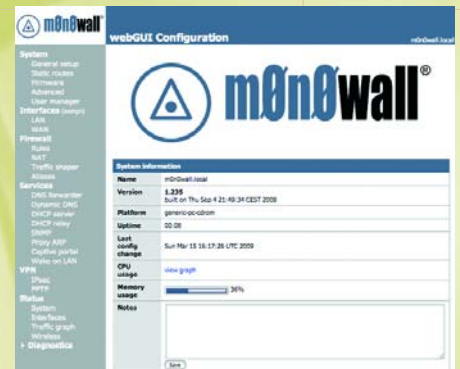 m0n0wall
webGUI Configuration
m0n0wall.local
System
General setup
Static routes
Firmware
Advanced
User manager
Interfaces (assign)
LAN
WAN
Firewall
Rules
NAT
Traffic shaper
Aliases
Services
DNS forwarder
Dynamic DNS
DHCP server
DHCP relay
SNMP
Proxy ARP
Captive portal
Wake on LAN
VPN
IPsec
PPTP
Status
System
Interfaces
Traffic graph
Wireless
Diagnostics
mØnØwall®
System information
Name m0n0wall.local
Version 1.235
built on Thu Sep 4 21:49:34 CEST 2008
Platform generic-pc-cdrom
Uptime 00:08
Last config change Sun Mar 15 16:17:26 UTC 2009
CPU usage view graph
Memory usage 36%
Notes
Save